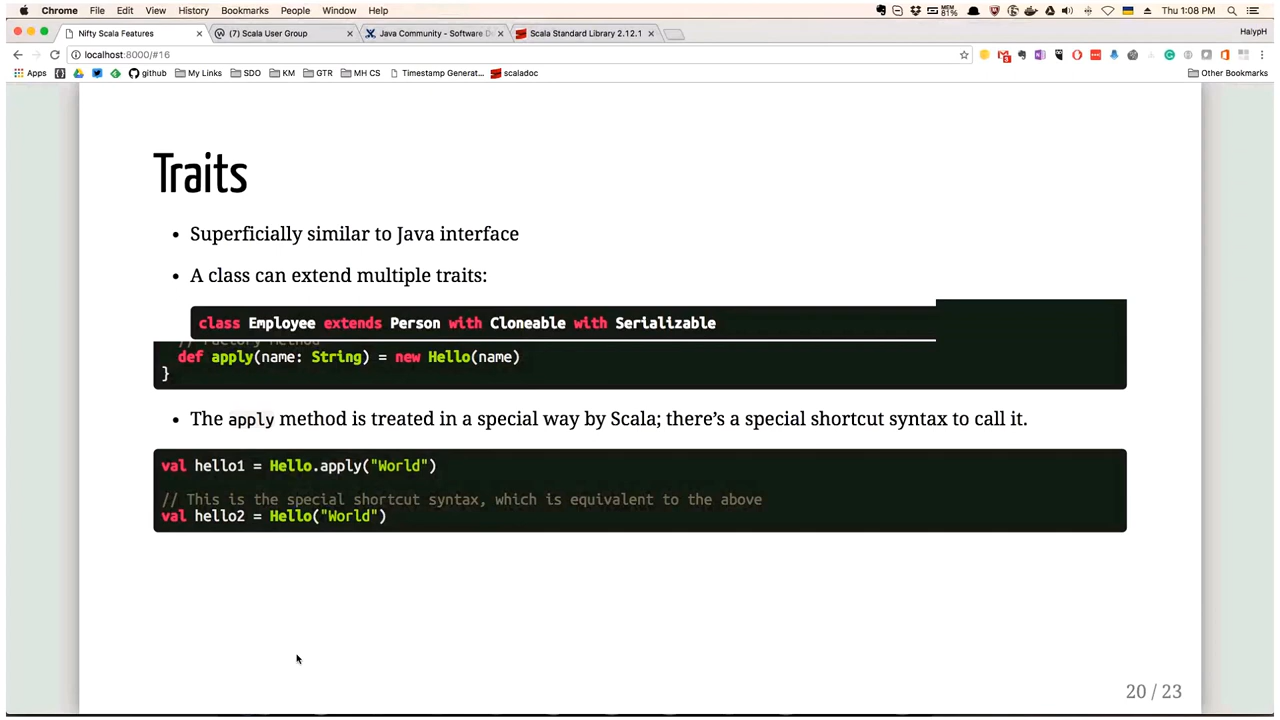 Chrome File Edit View History Bookmarks People Window Help MEM 81% Thu 1:08 PM
Nifty Scala Features (7) Scala User Group Java Community - Software D Scala Standard Library 2.12.1 HalypH
localhost:8000/#16
Apps github My Links SDO KM GTR MH CS Timestamp Generat... scaladoc Other Bookmarks
Traits
• Superficially similar to Java interface
• A class can extend multiple traits:
class Employee extends Person with Cloneable with Serializable
// Factory method
def apply(name: String) = new Hello(name)
}
• The apply method is treated in a special way by Scala; there's a special shortcut syntax to call it.
val hello1 = Hello.apply("World")
// This is the special shortcut syntax, which is equivalent to the above
val hello2 = Hello("World")
20 / 23